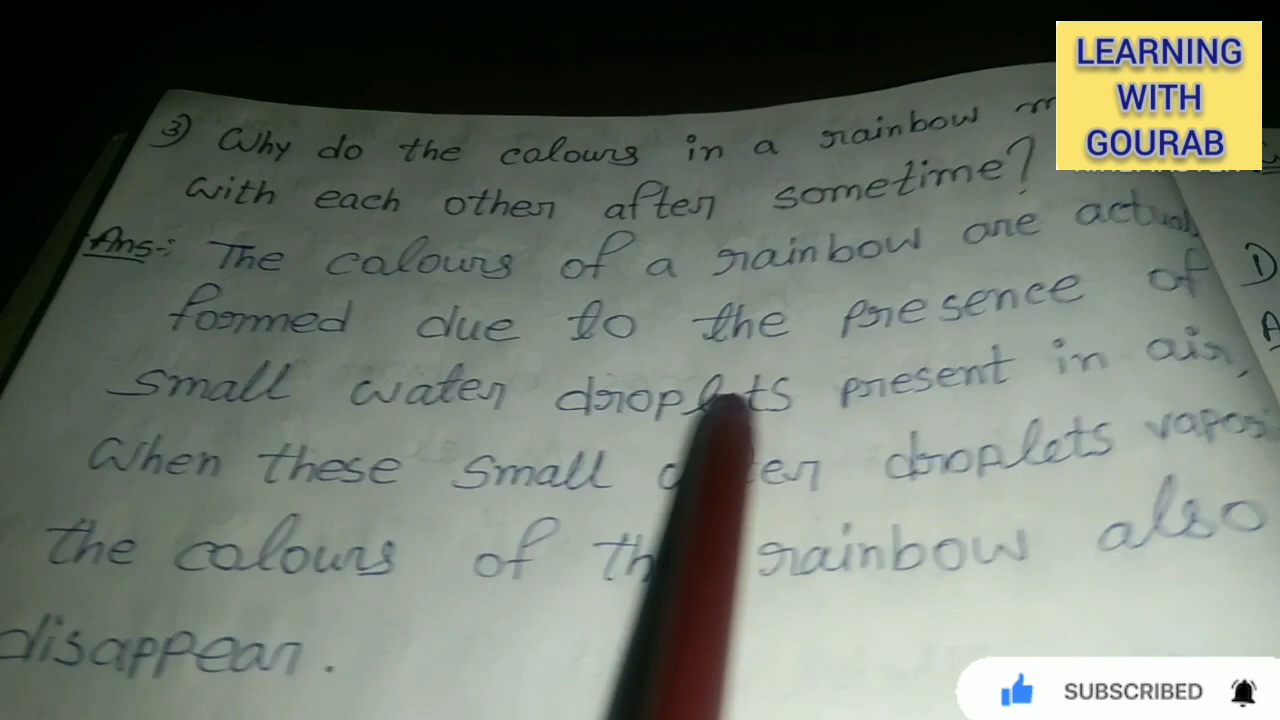 3) Why do the colours in a rainbow
with each other after sometime?
Ans:- The colours of a rainbow are
formed due to the presence of
small water droplets present in air,
When these small droplets
the colours of rainbow also
disappear.
LEARNING
WITH
GOURAB
SUBSCRIBED